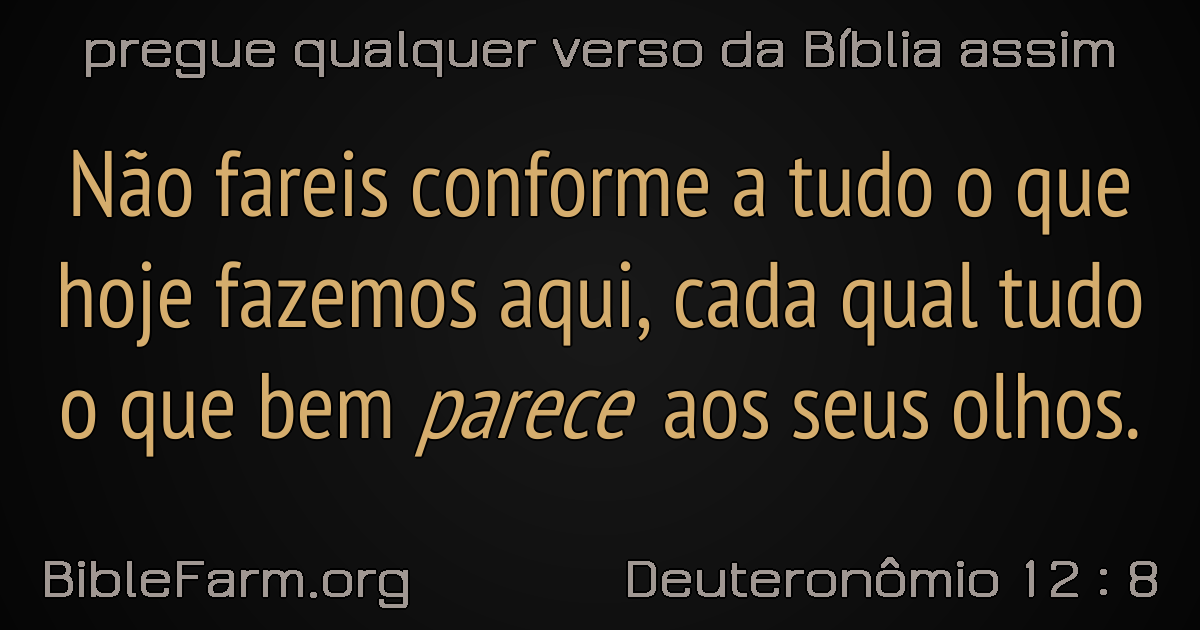 pregue qualquer verso da Bíblia assim
Não fareis conforme a tudo o que
hoje fazemos aqui, cada qual tudo
o que bem parece aos seus olhos.
BibleFarm.org
Deuteronômio 12 : 8